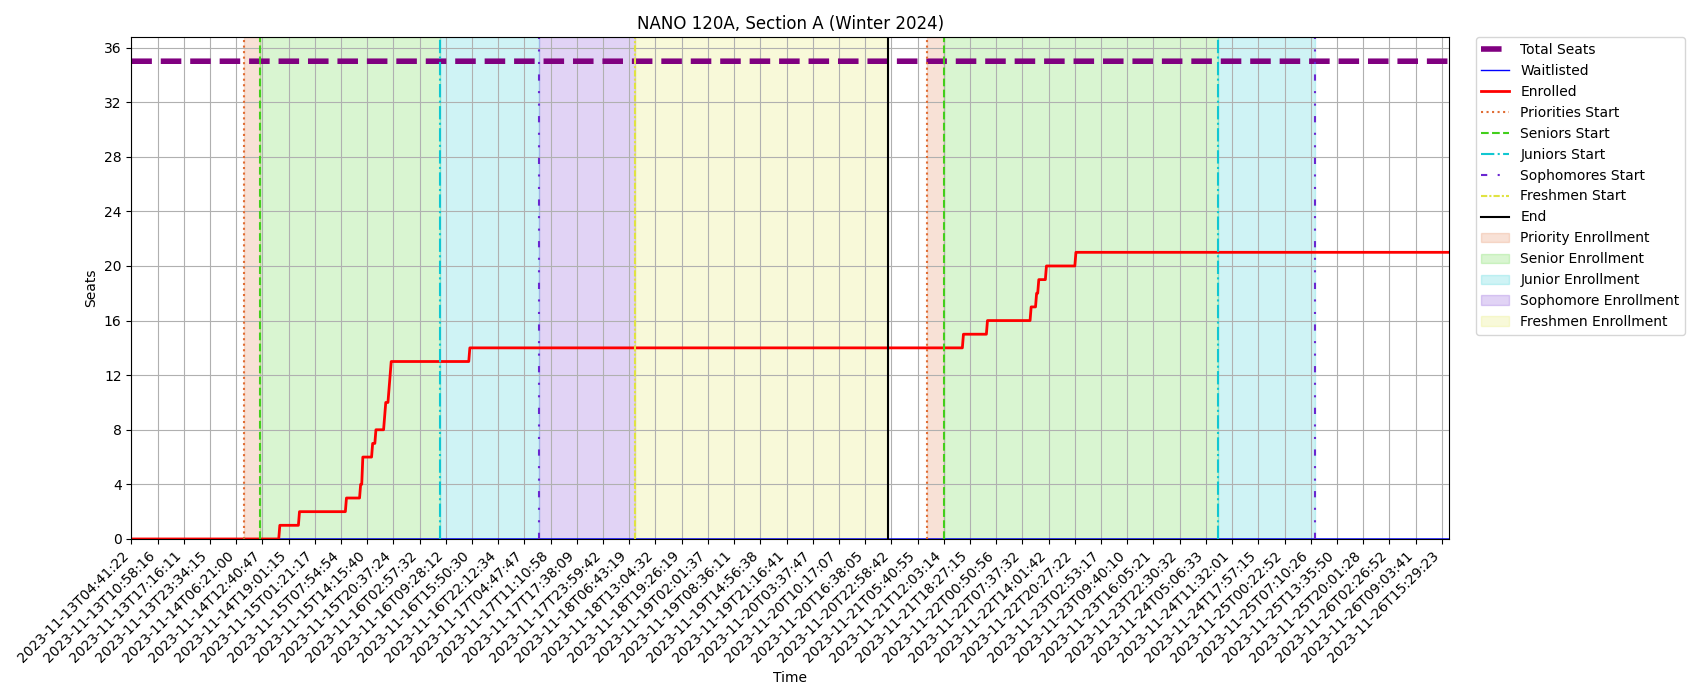 NANO 120A, Section A (Winter 2024)
36
32
28
24
20
16
12
8
4
0
Seats
2023-11-13T04:41:22
2023-11-13T10:58:16
2023-11-13T17:16:11
2023-11-13T23:34:15
2023-11-14T06:21:00
2023-11-14T12:40:47
2023-11-14T19:01:15
2023-11-15T01:21:17
2023-11-15T07:54:54
2023-11-15T14:15:40
2023-11-15T20:37:24
2023-11-16T02:57:32
2023-11-16T09:28:12
2023-11-16T15:50:30
2023-11-16T22:12:34
2023-11-17T04:47:47
2023-11-17T11:10:58
2023-11-17T17:38:09
2023-11-17T23:59:42
2023-11-18T06:43:19
2023-11-18T13:04:32
2023-11-18T19:26:19
2023-11-19T02:01:37
2023-11-19T08:36:11
2023-11-19T14:56:38
2023-11-19T21:16:41
2023-11-20T03:37:47
2023-11-20T10:17:07
2023-11-20T16:38:05
2023-11-20T22:58:42
2023-11-21T05:40:55
2023-11-21T12:03:14
2023-11-21T18:27:15
2023-11-22T00:50:56
2023-11-22T07:37:32
2023-11-22T14:01:42
2023-11-22T20:27:22
2023-11-23T02:53:17
2023-11-23T09:40:10
2023-11-23T16:05:21
2023-11-23T22:30:32
2023-11-24T05:06:33
2023-11-24T11:32:01
2023-11-24T17:57:15
2023-11-25T00:22:52
2023-11-25T07:10:26
2023-11-25T13:35:50
2023-11-25T20:01:28
2023-11-26T02:26:52
2023-11-26T09:03:41
2023-11-26T15:29:23
Time
Total Seats
Waitlisted
Enrolled
Priorities Start
Seniors Start
Juniors Start
Sophomores Start
Freshmen Start
End
Priority Enrollment
Senior Enrollment
Junior Enrollment
Sophomore Enrollment
Freshmen Enrollment